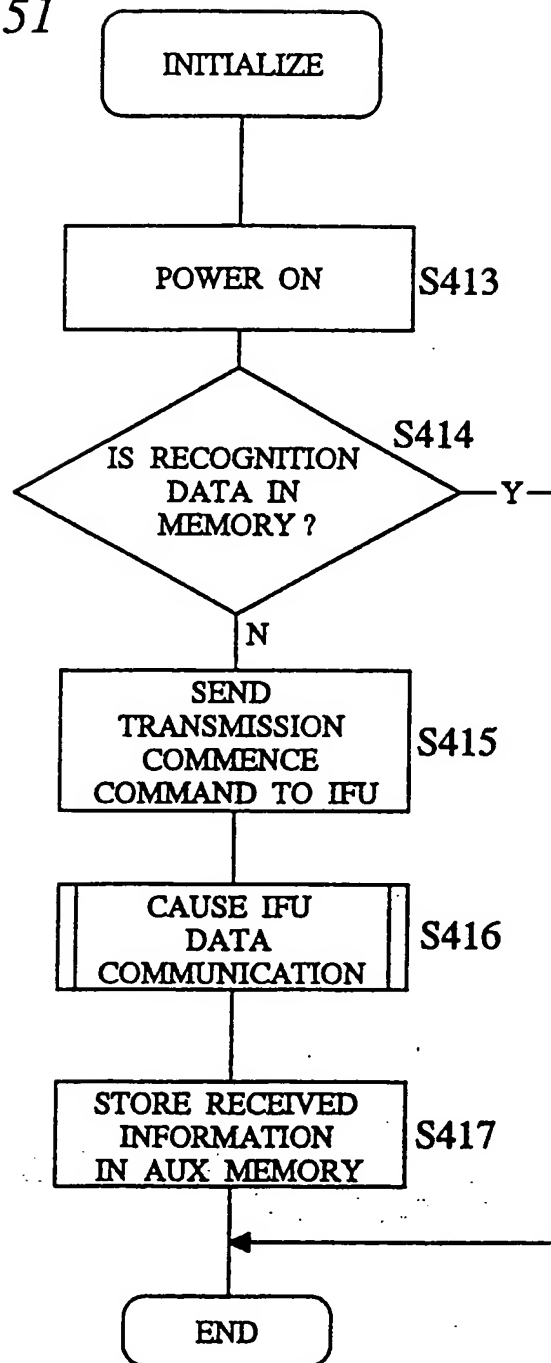 51
INITIALIZE
POWER ON
S413
S414
IS RECOGNITION
DATA IN
MEMORY ?
Y
N
SEND
TRANSMISSION
COMMENCE
COMMAND TO IFU
S415
CAUSE IFU
DATA
COMMUNICATION
S416
STORE RECEIVED
INFORMATION
IN AUX MEMORY
S417
END